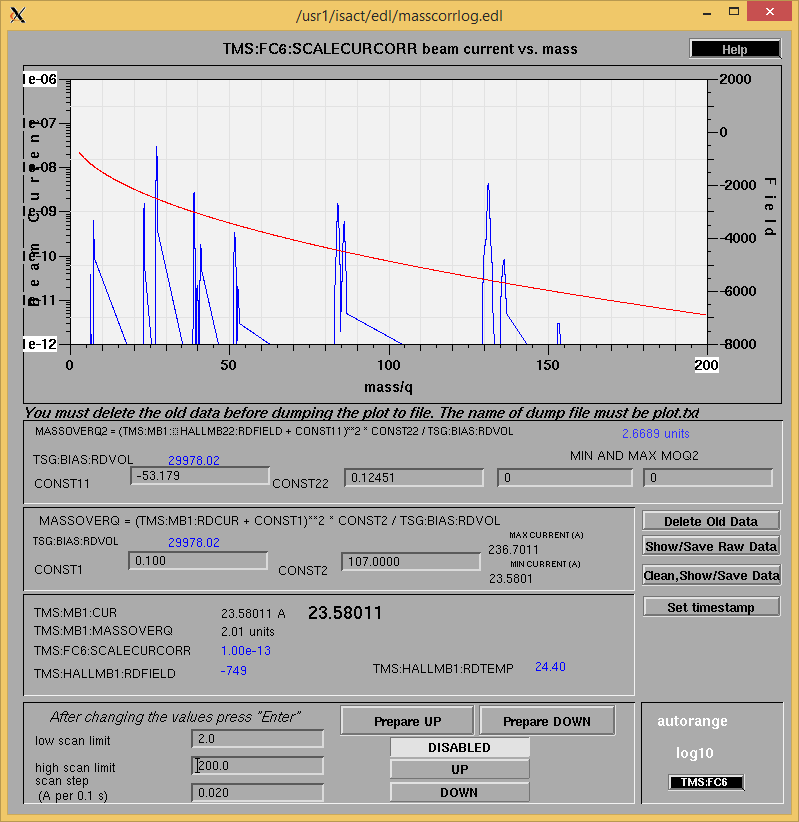 /usr1/isact/edl/masscorrlog.edl
TMS:FC6:SCALECURCORR beam current vs. mass
Help
1e-06
1e-07
1e-08
1e-09
1e-10
1e-11
1e-12
Beam Current
2000
0
-2000
-4000
-6000
-8000
Field
0 50 100 150 200
mass/q
You must delete the old data before dumping the plot to file. The name of dump file must be plot.txt
MASSOVERQ2 = (TMS:MB1: HALLMB22:RDFIELD + CONST11)**2 * CONST22 / TSG:BIAS:RDVOL
2.6689 units
TSG:BIAS:RDVOL 29978.02
MIN AND MAX MOQ2
CONST11 -53.179 CONST22 0.12451 0 0
MASSOVERQ = (TMS:MB1:RDCUR + CONST1)**2 * CONST2 / TSG:BIAS:RDVOL
TSG:BIAS:RDVOL 29978.02
MAX CURRENT (A)
236.7011
CONST1 0.100 CONST2 107.0000
MIN CURRENT (A)
23.5801
Delete Old Data
Show/Save Raw Data
Clean,Show/Save Data
Set timestamp
TMS:MB1:CUR 23.58011 A 23.58011
TMS:MB1:MASSOVERQ 2.01 units
TMS:FC6:SCALECURCORR 1.00e-13
TMS:HALLMB1:RDFIELD -749
TMS:HALLMB1:RDTEMP 24.40
After changing the values press "Enter"
low scan limit 2.0
high scan limit 200.0
scan step
(A per 0.1 s) 0.020
Prepare UP
Prepare DOWN
DISABLED
UP
DOWN
autorange
log10
TMS:FC6